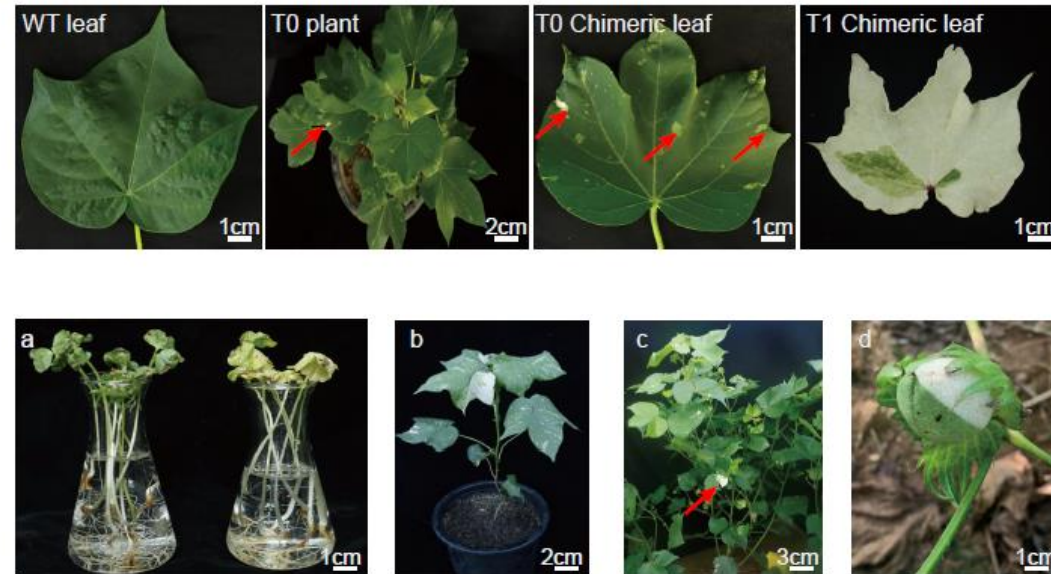 WT leaf
T0 plant
T0 Chimeric leaf
T1 Chimeric leaf
1cm
2cm
1cm
1cm
a
b
c
d
1cm
2cm
3cm
1cm